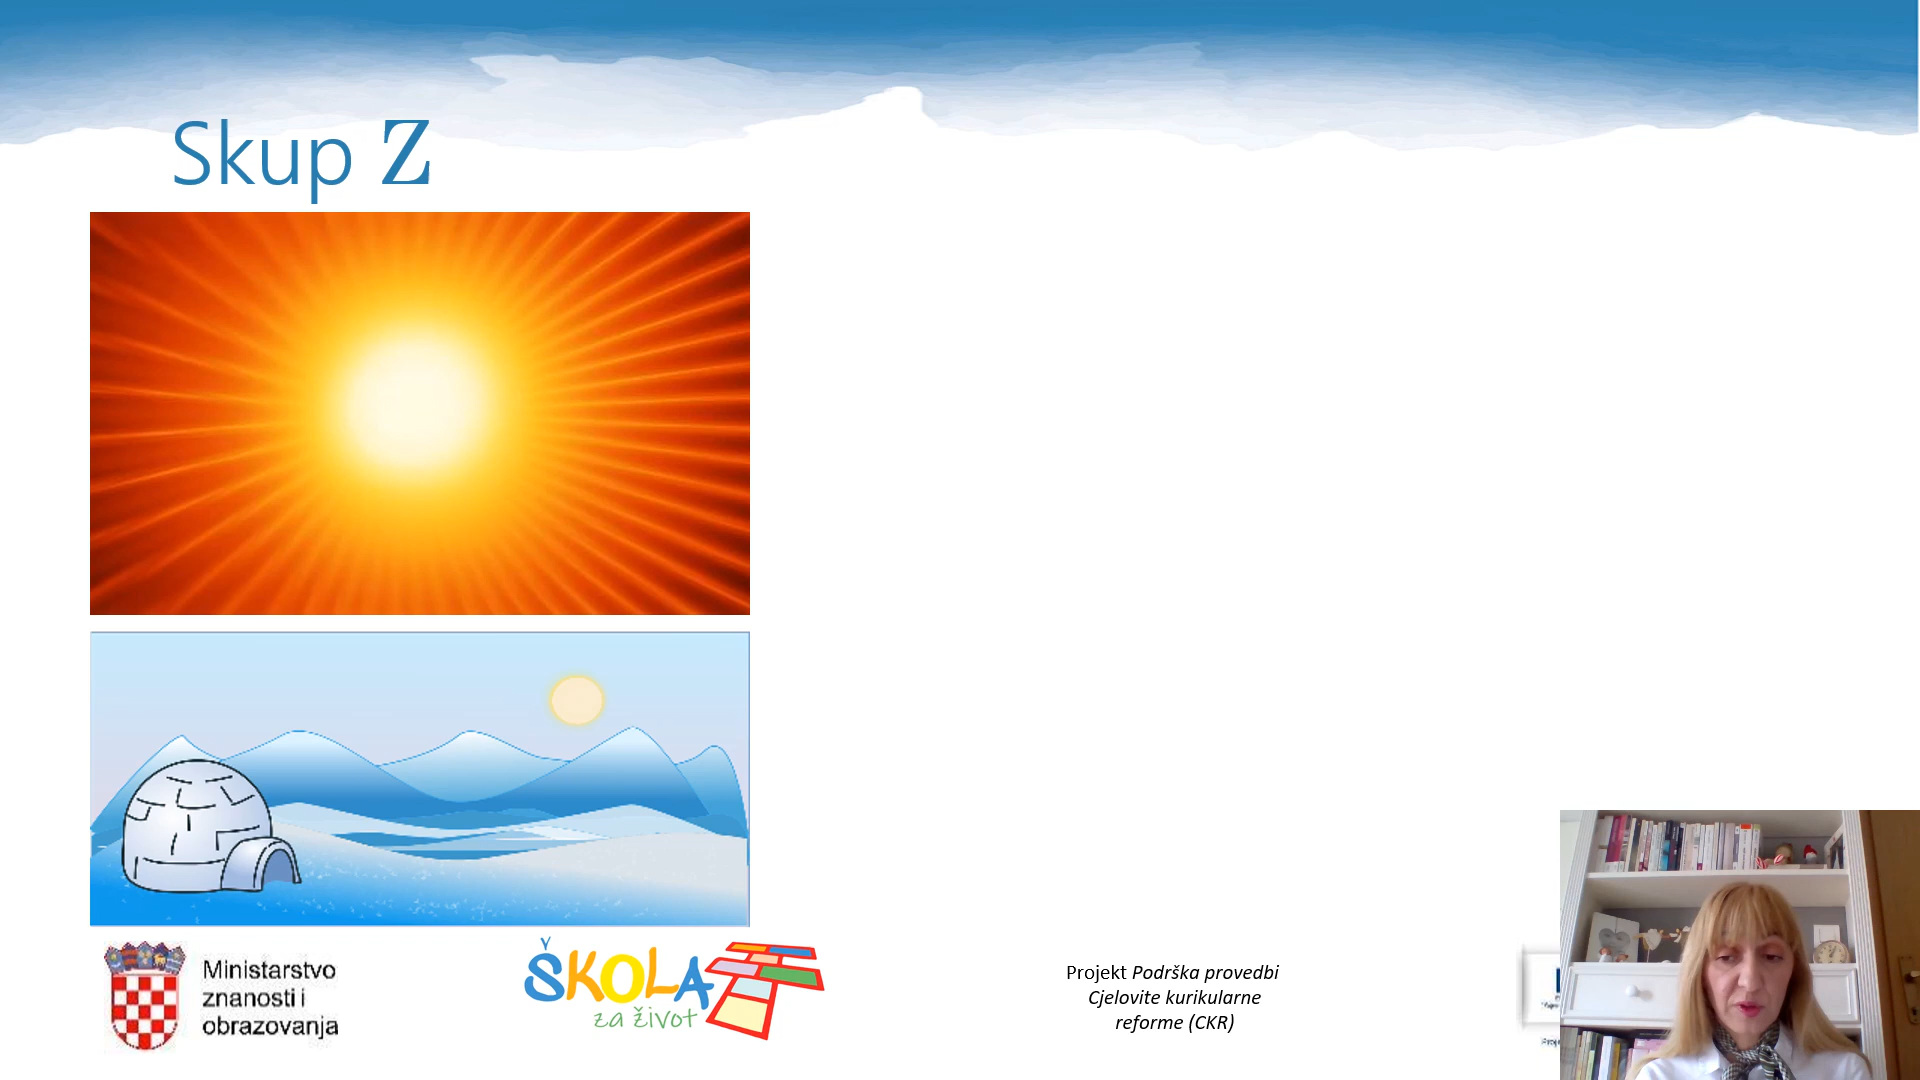 Skup Z
Ministarstvo
znanosti i
obrazovanja
ŠKOLA
za život
Projekt Podrška provedbi
Cjelovite kurikularne
reforme (CKR)